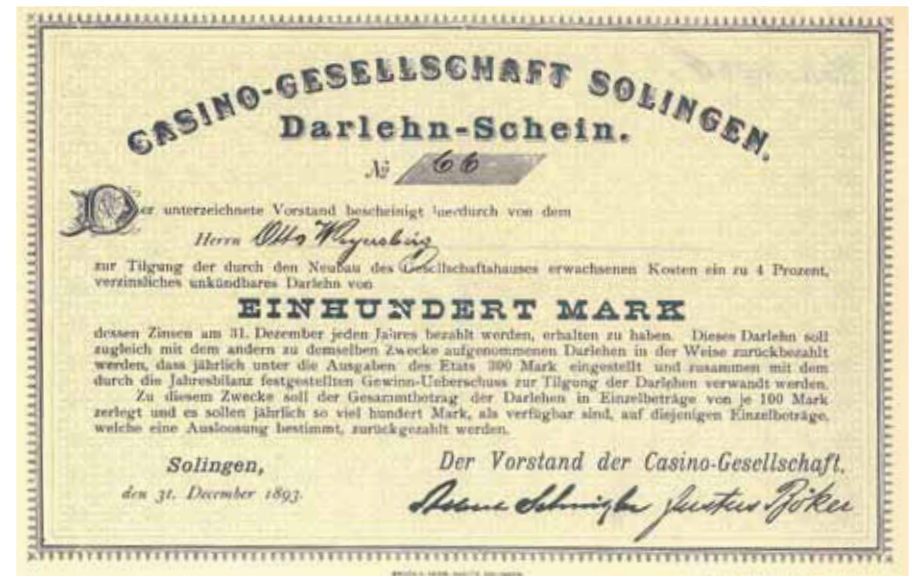 CASINO-GESELLSCHAFT SOLINGEN.
Darlehn-Schein.
No 66
Der unterzeichnete Vorstand bescheinigt hierdurch von dem
Herrn Otto Weyersberg
zur Tilgung der durch den Neubau des Gesellschaftshauses erwachsenen Kosten ein zu 4 Prozent,
verzinsliches unkündbares Darlehn von
EINHUNDERT MARK
dessen Zinsen am 31. Dezember jeden Jahres bezahlt werden, erhalten zu haben. Dieses Darlehn soll
zugleich mit dem andern zu demselben Zwecke aufgenommenen Darlehen in der Weise zurückbezahlt
werden, dass jährlich unter die Ausgaben des Etats 300 Mark eingestellt und zusammen mit dem
durch die Jahresbilanz festgestellten Gewinn-Ueberschuss zur Tilgung der Darlehen verwandt werden.
Zu diesem Zwecke soll der Gesammtbetrag der Darlehen in Einzelbeträge von je 100 Mark
zerlegt und es sollen jährlich so viel hundert Mark, als verfügbar sind, auf diejenigen Einzelbeträge,
welche eine Ausloosung bestimmt, zurückgezahlt werden.
Solingen,
den 31. December 1893.
Der Vorstand der Casino-Gesellschaft.
Justus Bjöker